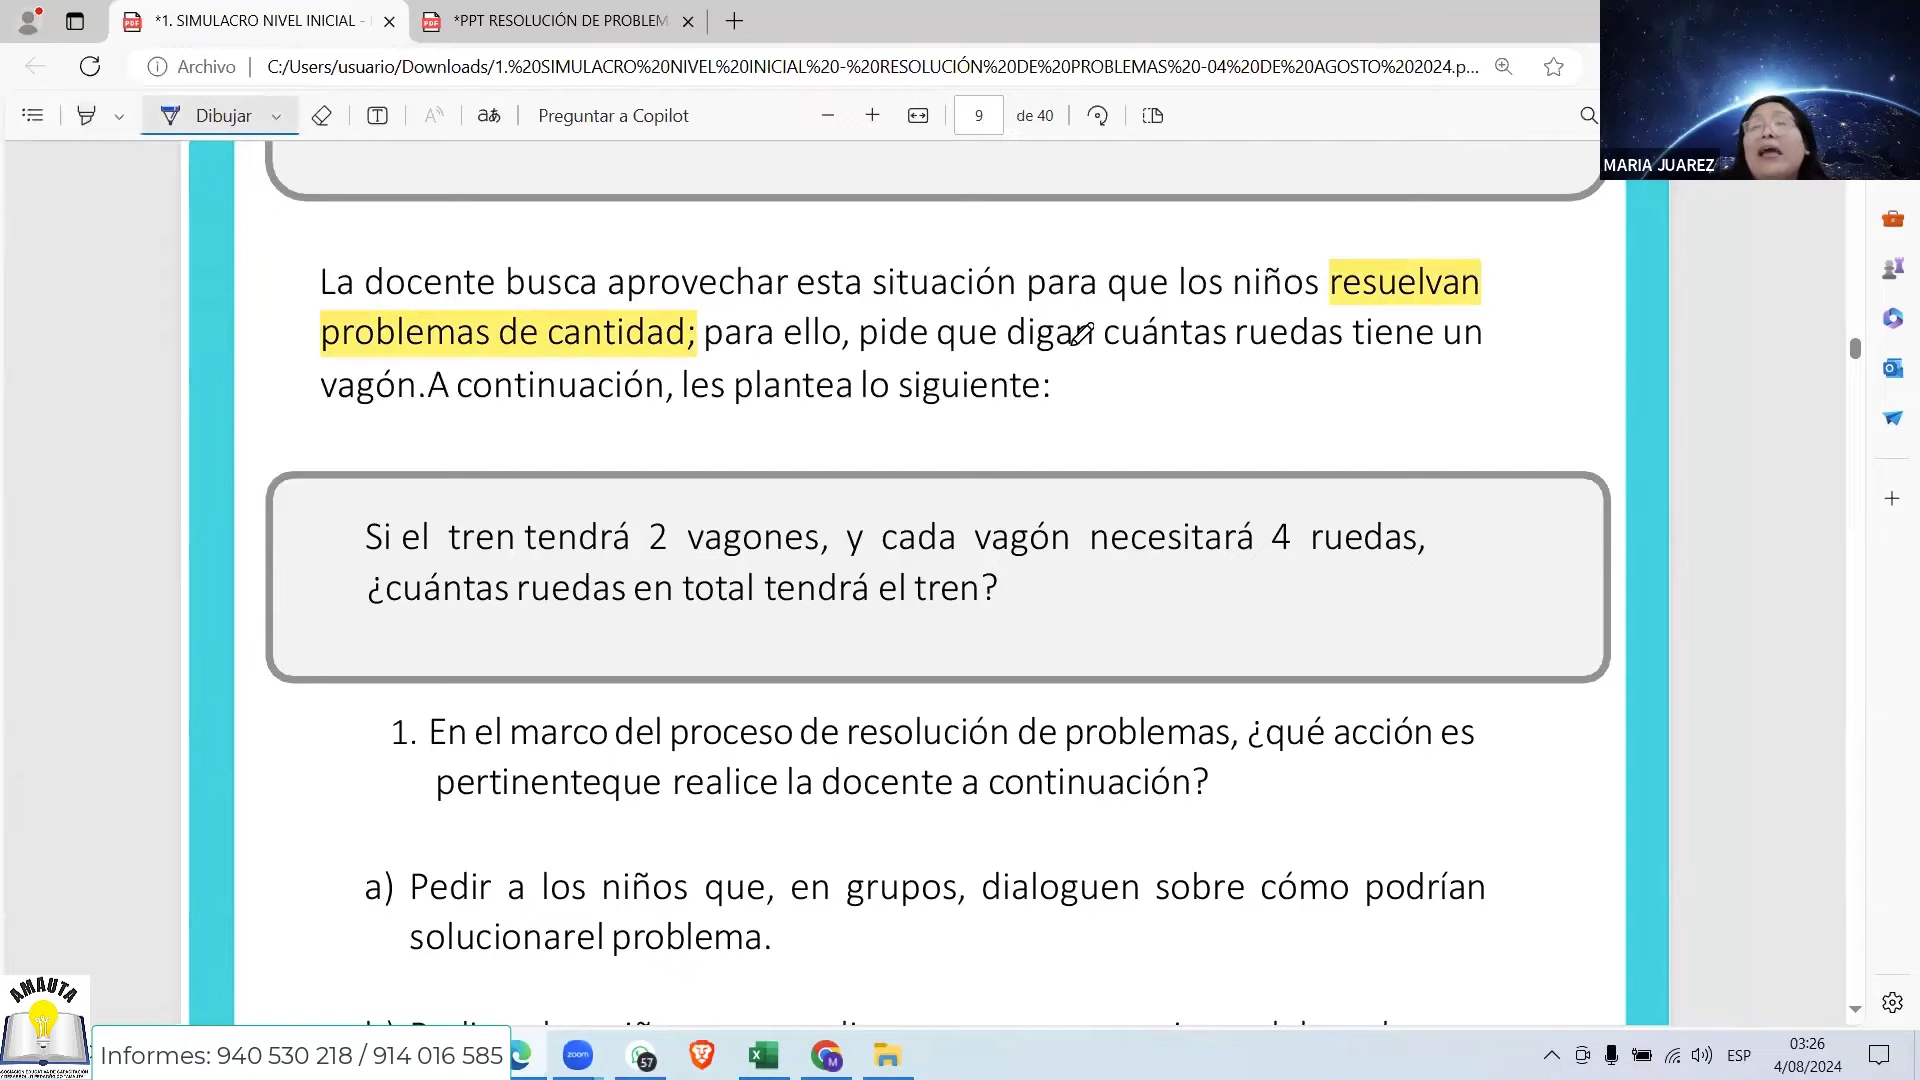 *1. SIMULACRO NIVEL INICIAL -
*PPT RESOLUCIÓN DE PROBLEM
Archivo
C:/Users/usuario/Downloads/1.%20SIMULACRO%20NIVEL%20INICIAL%20-%20RESOLUCIÓN%20DE%20PROBLEMAS%20-04%20DE%20AGOSTO%202024.p...
Dibujar
aあ
Preguntar a Copilot
9 de 40
MARIA JUAREZ
La docente busca aprovechar esta situación para que los niños resuelvan
problemas de cantidad; para ello, pide que digan cuántas ruedas tiene un
vagón.A continuación, les plantea lo siguiente:
Si el tren tendrá 2 vagones, y cada vagón necesitará 4 ruedas,
¿cuántas ruedas en total tendrá el tren?
1. En el marco del proceso de resolución de problemas, ¿qué acción es
pertinenteque realice la docente a continuación?
a) Pedir a los niños que, en grupos, dialoguen sobre cómo podrían
solucionarel problema.
AMAUTA
Informes: 940 530 218 / 914 016 585
zoom
57
M
ESP
03:26
4/08/2024